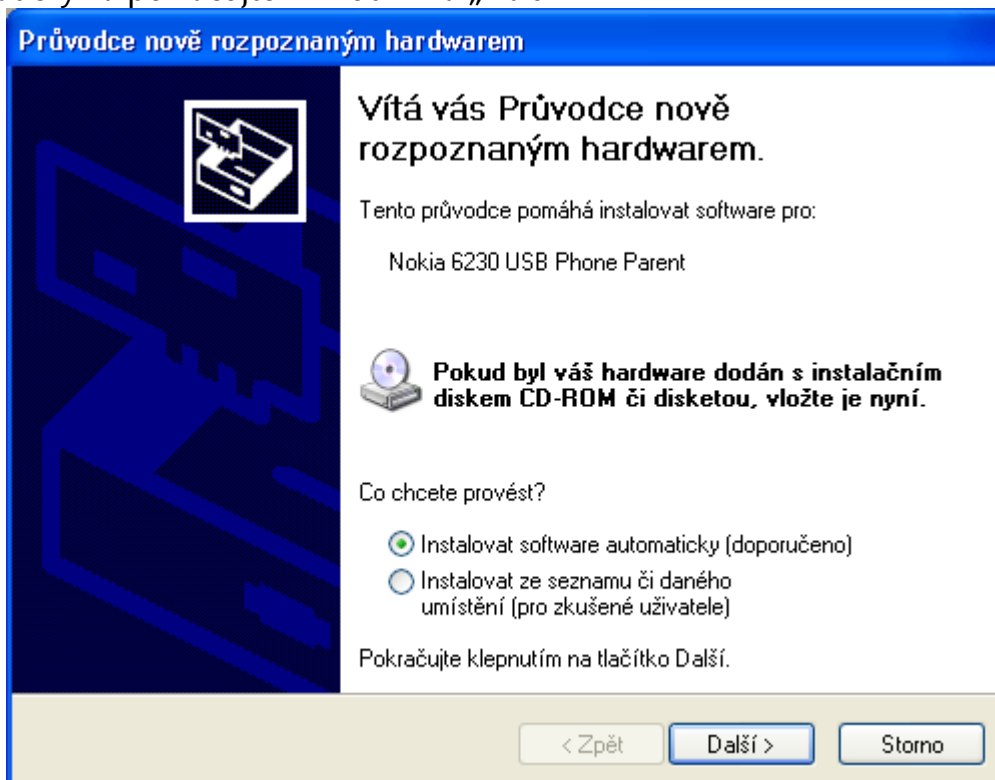 Průvodce nově rozpoznaným hardwarem
Vítá vás Průvodce nově
rozpoznaným hardwarem.
Tento průvodce pomáhá instalovat software pro:
Nokia 6230 USB Phone Parent
Pokud byl váš hardware dodán s instalačním
diskem CD-ROM či disketou, vložte je nyní.
Co chcete provést?
Instalovat software automaticky (doporučeno)
Instalovat ze seznamu či daného
umístění (pro zkušené uživatele)
Pokračujte klepnutím na tlačítko Další.
< Zpět
Další >
Storno